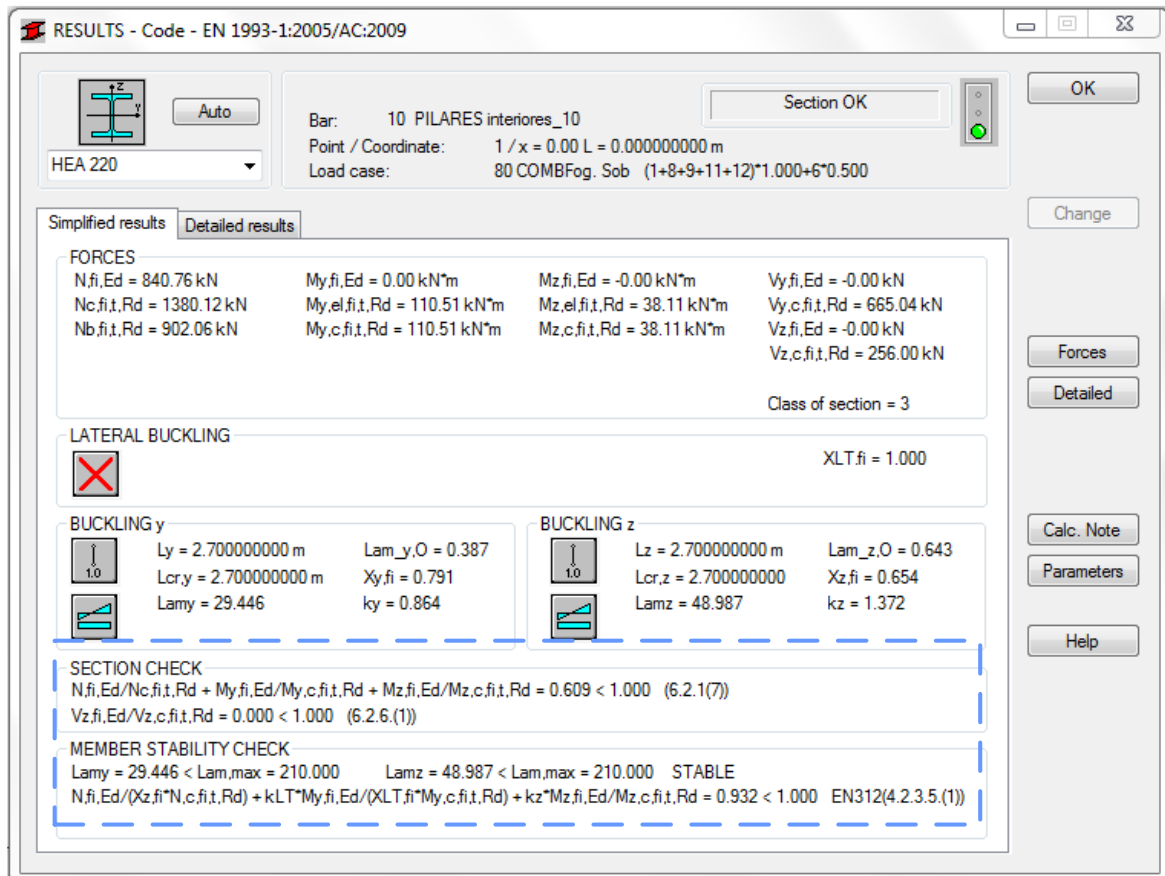 RESULTS - Code - EN 1993-1:2005/AC:2009
z
y
Auto
HEA 220
Bar: 10 PILARES interiores_10
Point / Coordinate: 1 / x = 0.00 L = 0.000000000 m
Load case: 80 COMBFog. Sob (1+8+9+11+12)*1.000+6*0.500
Section OK
OK
Change
Simplified results Detailed results
FORCES
N,fi,Ed = 840.76 kN My,fi,Ed = 0.00 kN*m Mz,fi,Ed = -0.00 kN*m Vy,fi,Ed = -0.00 kN
Nc,fi,t,Rd = 1380.12 kN My,el,fi,t,Rd = 110.51 kN*m Mz,el,fi,t,Rd = 38.11 kN*m Vy,c,fi,t,Rd = 665.04 kN
Nb,fi,t,Rd = 902.06 kN My,c,fi,t,Rd = 110.51 kN*m Mz,c,fi,t,Rd = 38.11 kN*m Vz,fi,Ed = -0.00 kN
Vz,c,fi,t,Rd = 256.00 kN
Class of section = 3
Forces
Detailed
LATERAL BUCKLING
XLT,fi = 1.000
BUCKLING y
1.0
Ly = 2.700000000 m Lam_y,O = 0.387
Lcr,y = 2.700000000 m Xy,fi = 0.791
Lamy = 29.446 ky = 0.864
BUCKLING z
1.0
Lz = 2.700000000 m Lam_z,O = 0.643
Lcr,z = 2.700000000 Xz,fi = 0.654
Lamz = 48.987 kz = 1.372
Calc. Note
Parameters
Help
SECTION CHECK
N,fi,Ed/Nc,fi,t,Rd + My,fi,Ed/My,c,fi,t,Rd + Mz,fi,Ed/Mz,c,fi,t,Rd = 0.609 < 1.000 (6.2.1(7))
Vz,fi,Ed/Vz,c,fi,t,Rd = 0.000 < 1.000 (6.2.6.(1))
MEMBER STABILITY CHECK
Lamy = 29.446 < Lam,max = 210.000 Lamz = 48.987 < Lam,max = 210.000 STABLE
N,fi,Ed/(Xz,fi*N,c,fi,t,Rd) + kLT*My,fi,Ed/(XLT,fi*My,c,fi,t,Rd) + kz*Mz,fi,Ed/Mz,c,fi,t,Rd = 0.932 < 1.000 EN312(4.2.3.5.(1))